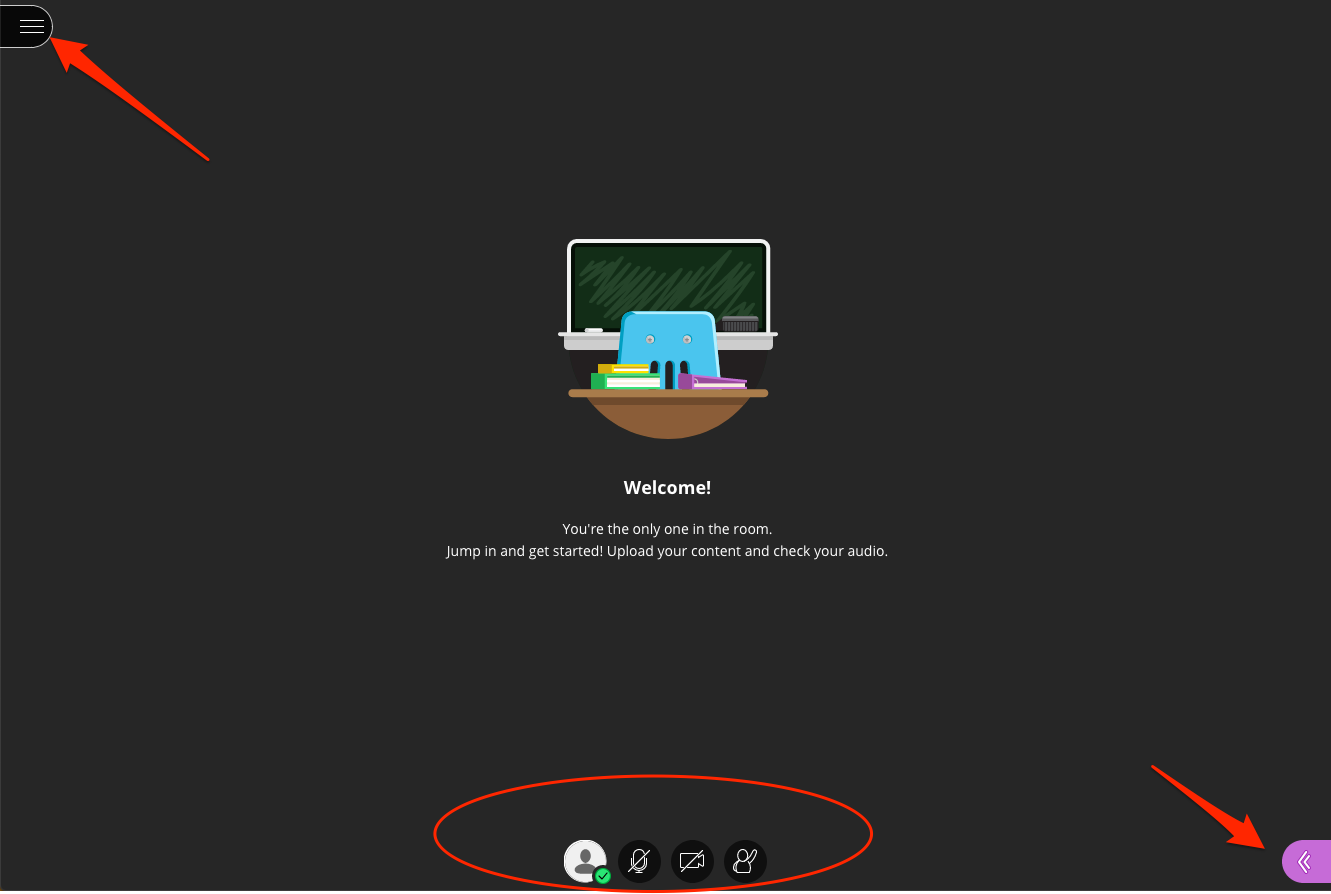 Welcome!
You're the only one in the room.
Jump in and get started! Upload your content and check your audio.